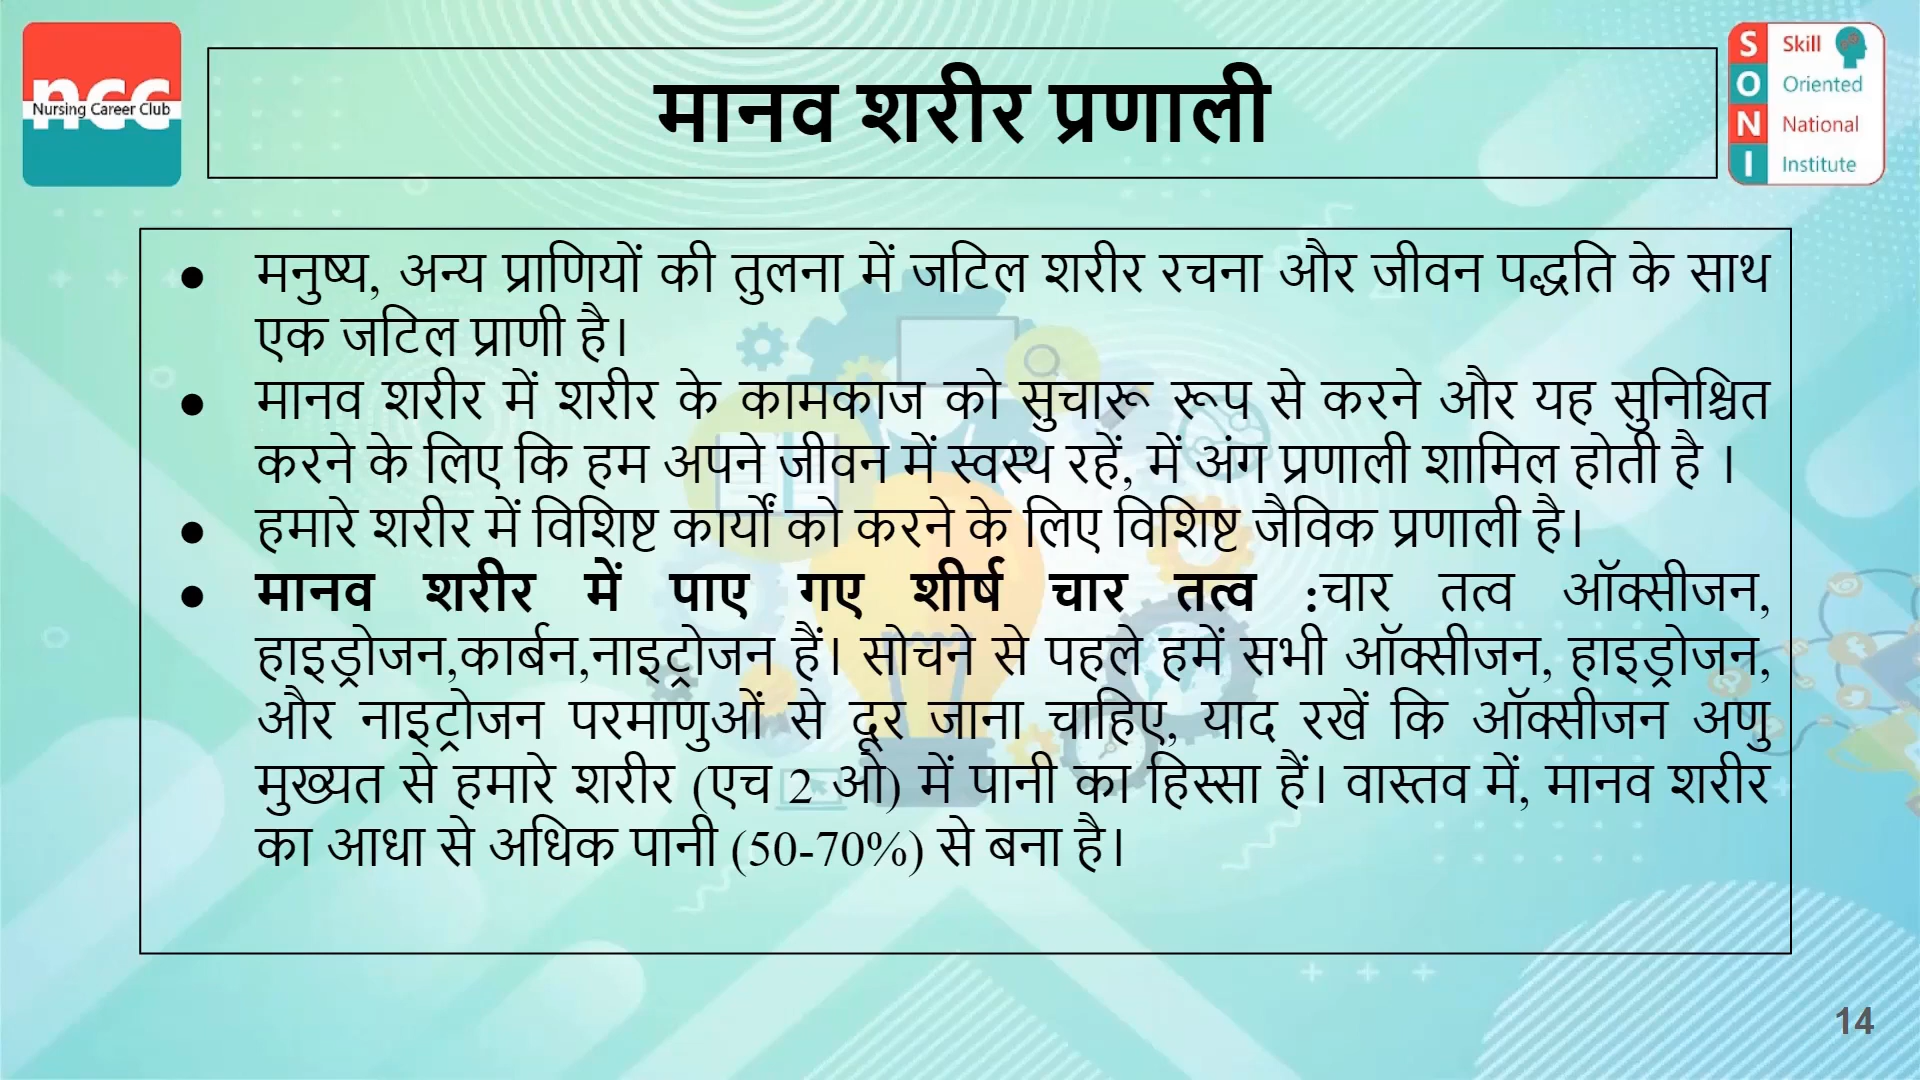 ncc
Nursing Career Club
मानव शरीर प्रणाली
S Skill
O Oriented
N National
I Institute
● मनुष्य, अन्य प्राणियों की तुलना में जटिल शरीर रचना और जीवन पद्धति के साथ
एक जटिल प्राणी है।
● मानव शरीर में शरीर के कामकाज को सुचारू रूप से करने और यह सुनिश्चित
करने के लिए कि हम अपने जीवन में स्वस्थ रहें, में अंग प्रणाली शामिल होती है ।
● हमारे शरीर में विशिष्ट कार्यों को करने के लिए विशिष्ट जैविक प्रणाली है।
● मानव शरीर में पाए गए शीर्ष चार तत्व :चार तत्व ऑक्सीजन,
हाइड्रोजन,कार्बन,नाइट्रोजन हैं। सोचने से पहले हमें सभी ऑक्सीजन, हाइड्रोजन,
और नाइट्रोजन परमाणुओं से दूर जाना चाहिए, याद रखें कि ऑक्सीजन अणु
मुख्यत से हमारे शरीर (एच 2 ओ) में पानी का हिस्सा हैं। वास्तव में, मानव शरीर
का आधा से अधिक पानी (50-70%) से बना है।
14